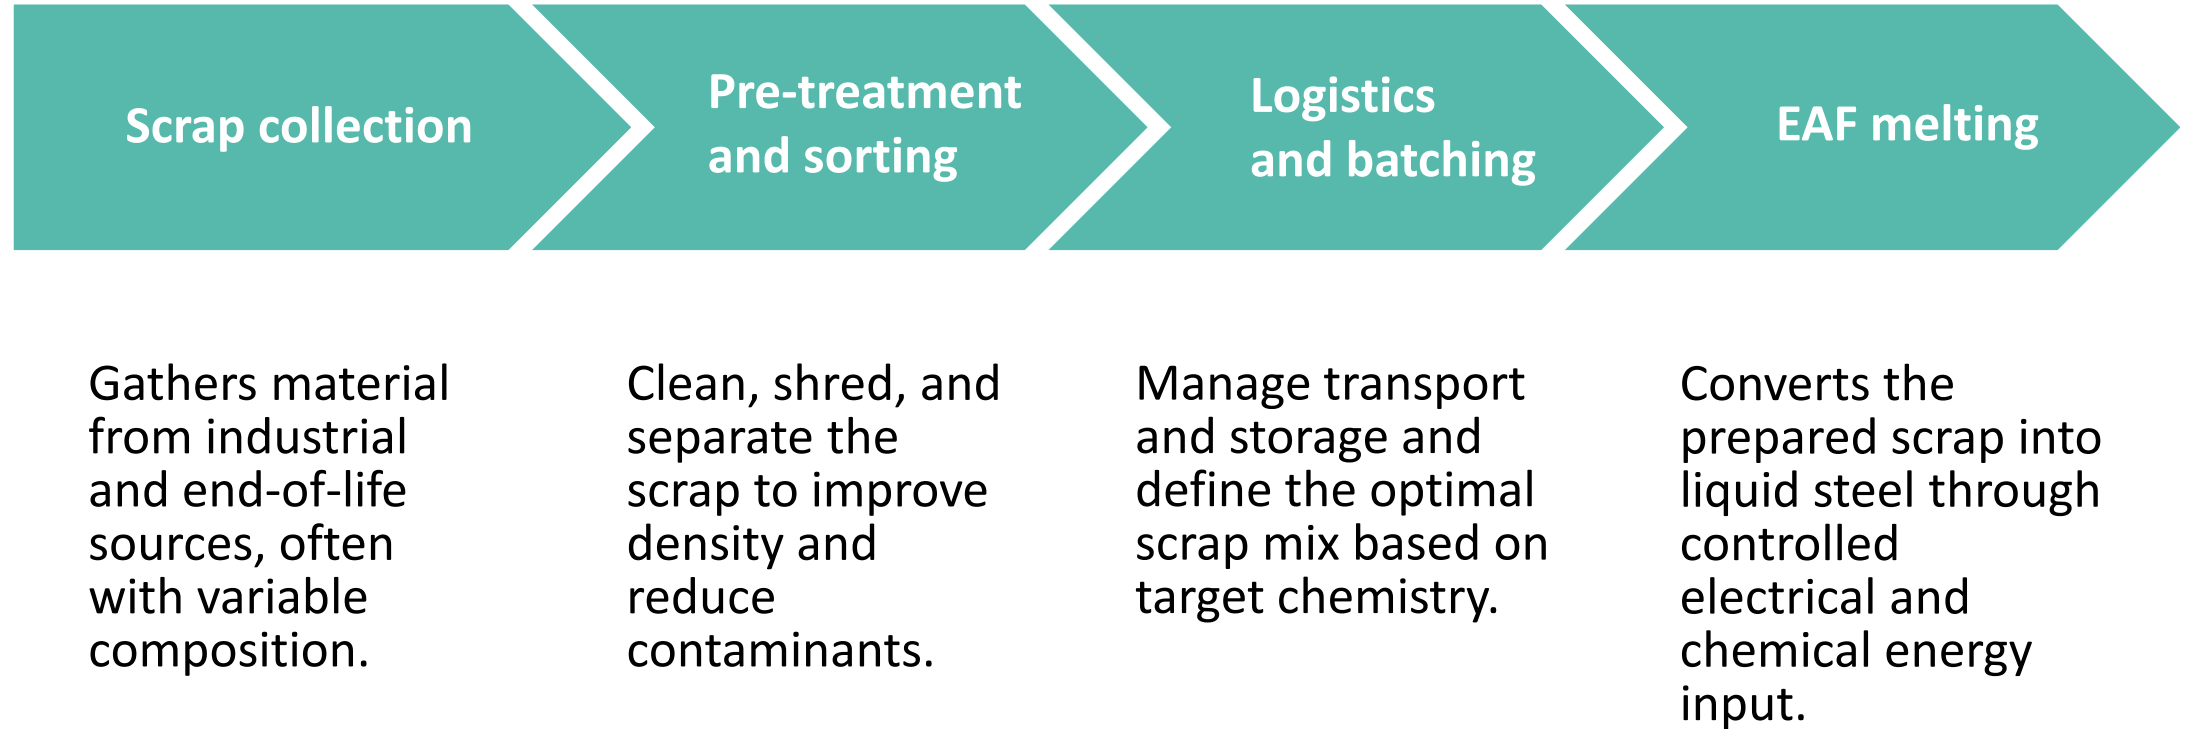 Scrap collection
Pre-treatment
and sorting
Logistics
and batching
EAF melting
Gathers material
from industrial
and end-of-life
sources, often
with variable
composition.
Clean, shred, and
separate the
scrap to improve
density and
reduce
contaminants.
Manage transport
and storage and
define the optimal
scrap mix based on
target chemistry.
Converts the
prepared scrap into
liquid steel through
controlled
electrical and
chemical energy
input.